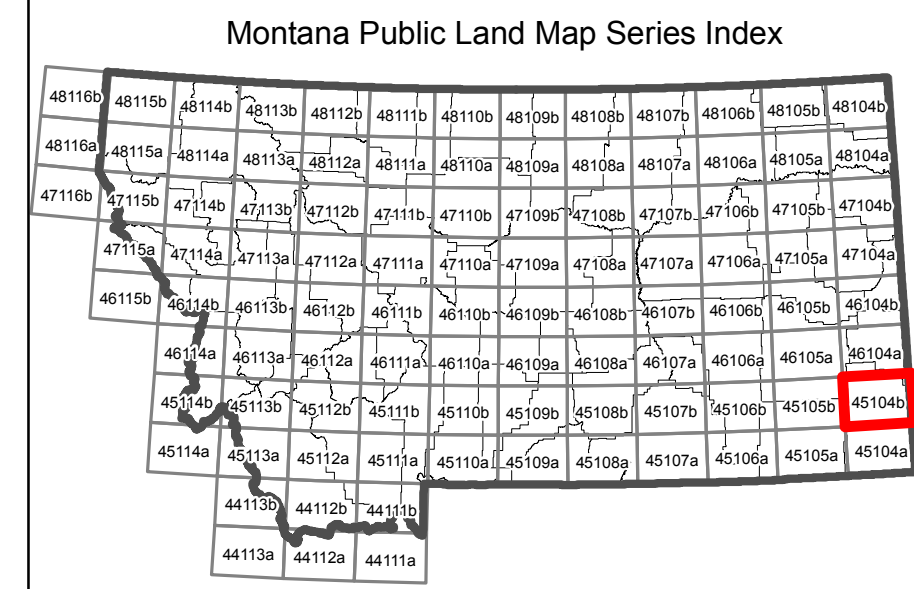 Montana Public Land Map Series Index
48116b 48115b 48114b 48113b 48112b 48111b 48110b 48109b 48108b 48107b 48106b 48105b 48104b
48116a 48115a 48114a 48113a 48112a 48111a 48110a 48109a 48108a 48107a 48106a 48105a 48104a
47116b 47115b 47114b 47113b 47112b 47111b 47110b 47109b 47108b 47107b 47106b 47105b 47104b
47115a 47114a 47113a 47112a 47111a 47110a 47109a 47108a 47107a 47106a 47105a 47104a
46115b 46114b 46113b 46112b 46111b 46110b 46109b 46108b 46107b 46106b 46105b 46104b
46114a 46113a 46112a 46111a 46110a 46109a 46108a 46107a 46106a 46105a 46104a
45114b 45113b 45112b 45111b 45110b 45109b 45108b 45107b 45106b 45105b 45104b
45114a 45113a 45112a 45111a 45110a 45109a 45108a 45107a 45106a 45105a 45104a
44113b 44112b 44111b
44113a 44112a 44111a